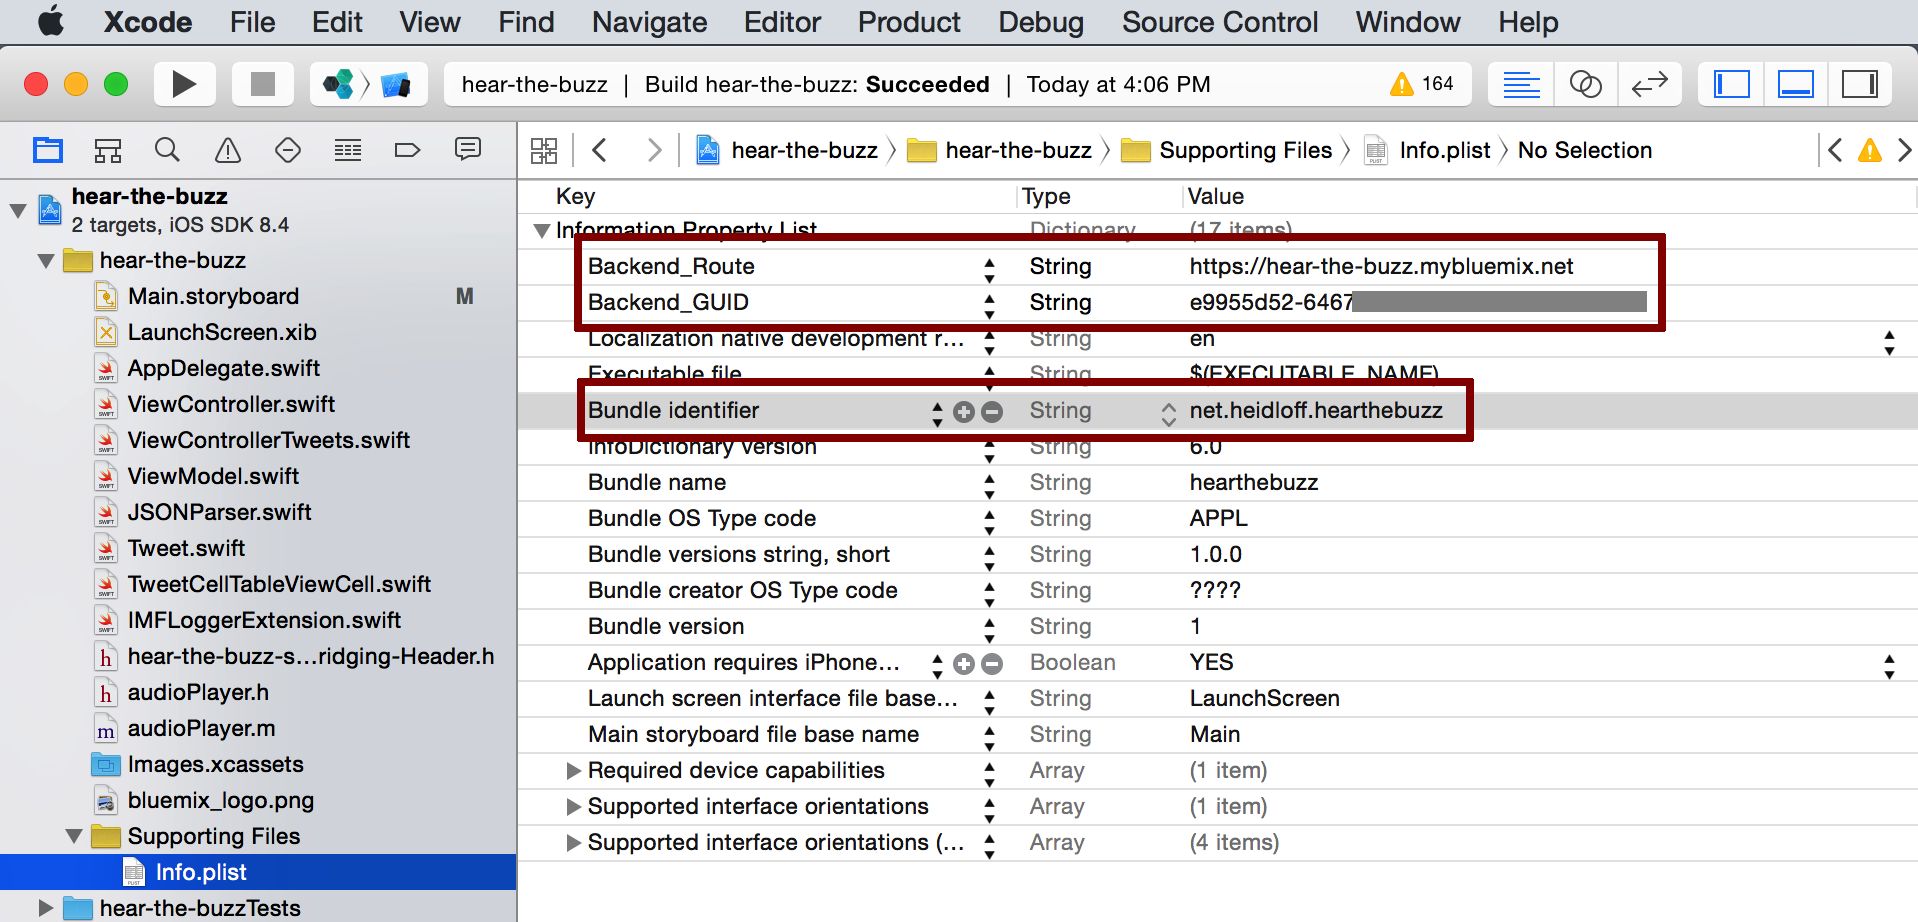 Xcode File Edit View Find Navigate Editor Product Debug Source Control Window Help
hear-the-buzz | Build hear-the-buzz: Succeeded | Today at 4:06 PM 164
hear-the-buzz hear-the-buzz Supporting Files Info.plist No Selection
hear-the-buzz
2 targets, iOS SDK 8.4
hear-the-buzz
Main.storyboard M
LaunchScreen.xib
AppDelegate.swift
ViewController.swift
ViewControllerTweets.swift
ViewModel.swift
JSONParser.swift
Tweet.swift
TweetCellTableViewCell.swift
IMFLoggerExtension.swift
hear-the-buzz-s...ridging-Header.h
audioPlayer.h
audioPlayer.m
Images.xcassets
bluemix_logo.png
Supporting Files
Info.plist
hear-the-buzzTests
Key Type Value
Information Property List Dictionary (17 items)
Backend_Route String https://hear-the-buzz.mybluemix.net
Backend_GUID String e9955d52-6467
Localization native development r... String en
Executable file String $(EXECUTABLE_NAME)
Bundle identifier String net.heidloff.hearthebuzz
InfoDictionary version String 6.0
Bundle name String hearthebuzz
Bundle OS Type code String APPL
Bundle versions string, short String 1.0.0
Bundle creator OS Type code String ????
Bundle version String 1
Application requires iPhone... Boolean YES
Launch screen interface file base... String LaunchScreen
Main storyboard file base name String Main
Required device capabilities Array (1 item)
Supported interface orientations Array (1 item)
Supported interface orientations (... Array (4 items)